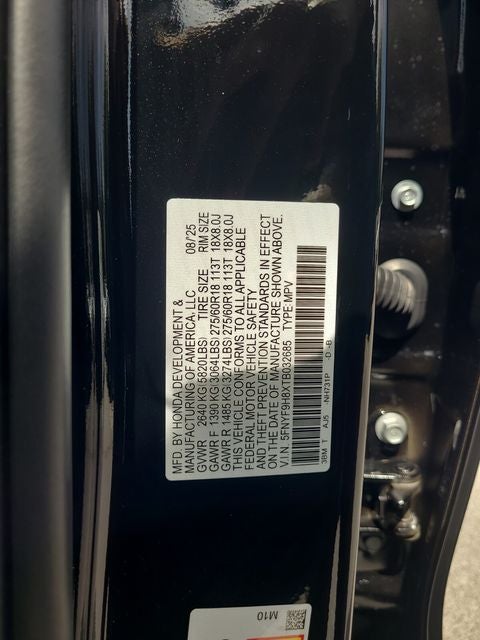 MFD. BY HONDA DEVELOPMENT &
MANUFACTURING OF AMERICA, LLC 08/25
GVWR 2640 KG(5820LBS) TIRE SIZE RIM SIZE
GAWR F 1390 KG(3064LBS)275/60R18 113T 18X8.0J
GAWR R 1485 KG(3274LBS)275/60R18 113T 18X8.0J
THIS VEHICLE CONFORMS TO ALL APPLICABLE
FEDERAL MOTOR VEHICLE SAFETY
AND THEFT PREVENTION STANDARDS IN EFFECT
ON THE DATE OF MANUFACTURE SHOWN ABOVE.
V.I.N. 5FNYF9H8XTB032685 TYPE: MPV
3BM T AJ5 -NH731P -D -B
M10